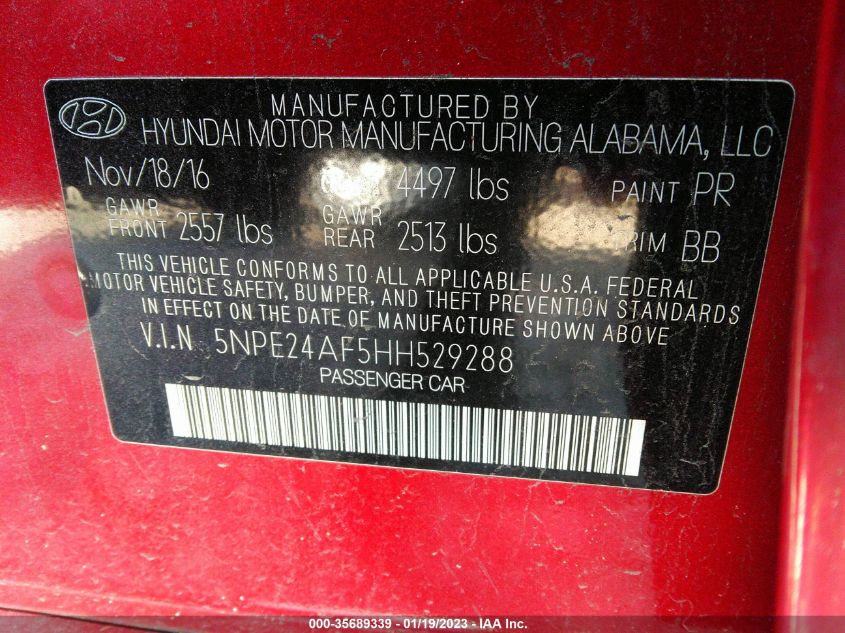 MANUFACTURED BY
HYUNDAI MOTOR MANUFACTURING ALABAMA, LLC
Nov/18/16 4497 lbs PAINT PR
GAWR FRONT 2557 lbs GAWR REAR 2513 lbs TRIM BB
THIS VEHICLE CONFORMS TO ALL APPLICABLE U.S.A. FEDERAL
MOTOR VEHICLE SAFETY, BUMPER, AND THEFT PREVENTION STANDARDS
IN EFFECT ON THE DATE OF MANUFACTURE SHOWN ABOVE
V.I.N 5NPE24AF5HH529288
PASSENGER CAR
000-35689339 - 01/19/2023 - IAA Inc.